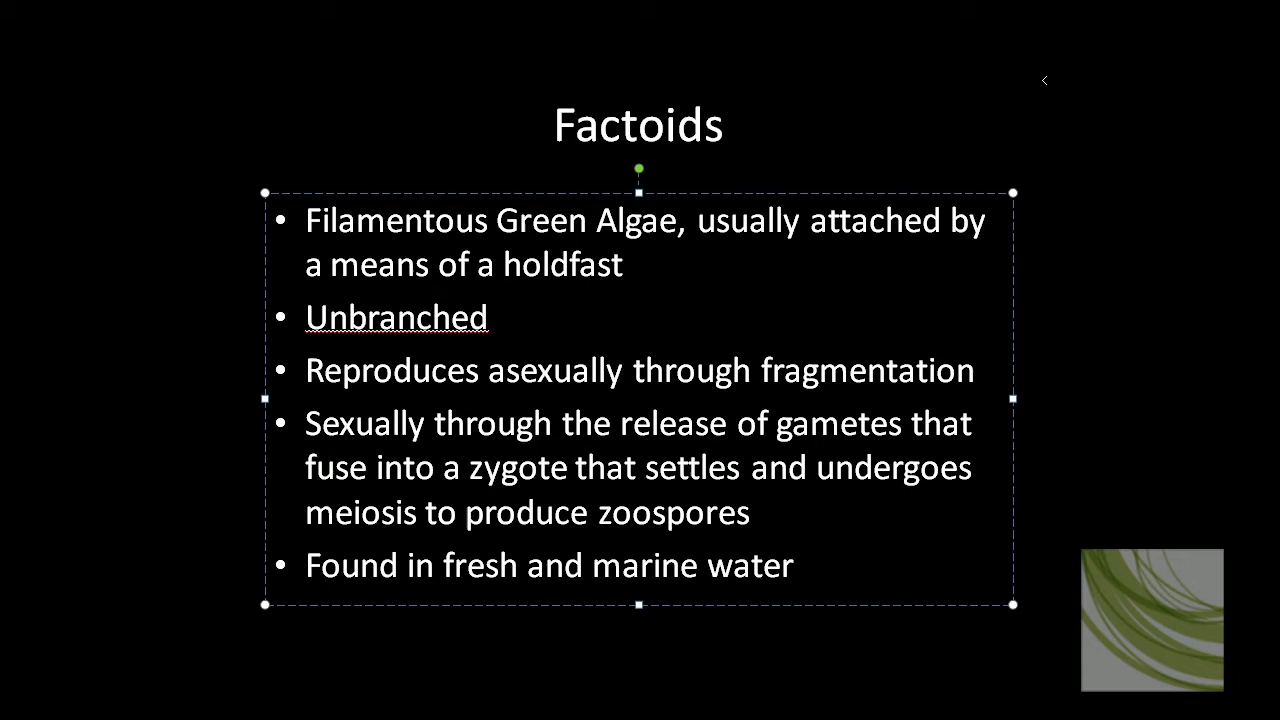 Factoids
• Filamentous Green Algae, usually attached by
a means of a holdfast
• Unbranched
• Reproduces asexually through fragmentation
• Sexually through the release of gametes that
fuse into a zygote that settles and undergoes
meiosis to produce zoospores
• Found in fresh and marine water